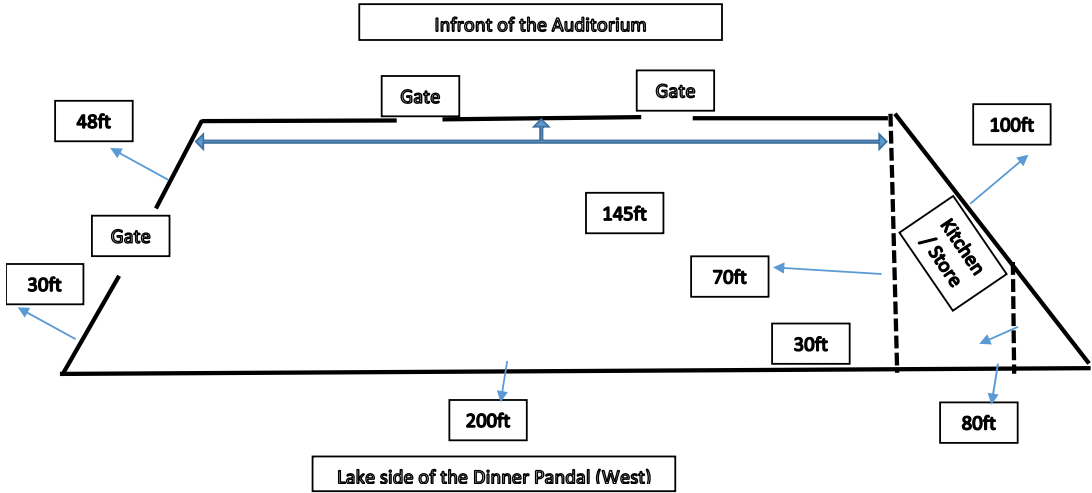 Infront of the Auditorium
Gate
Gate
48ft
100ft
145ft
Gate
Kitchen
/ Store
70ft
30ft
30ft
200ft
80ft
Lake side of the Dinner Pandal (West)